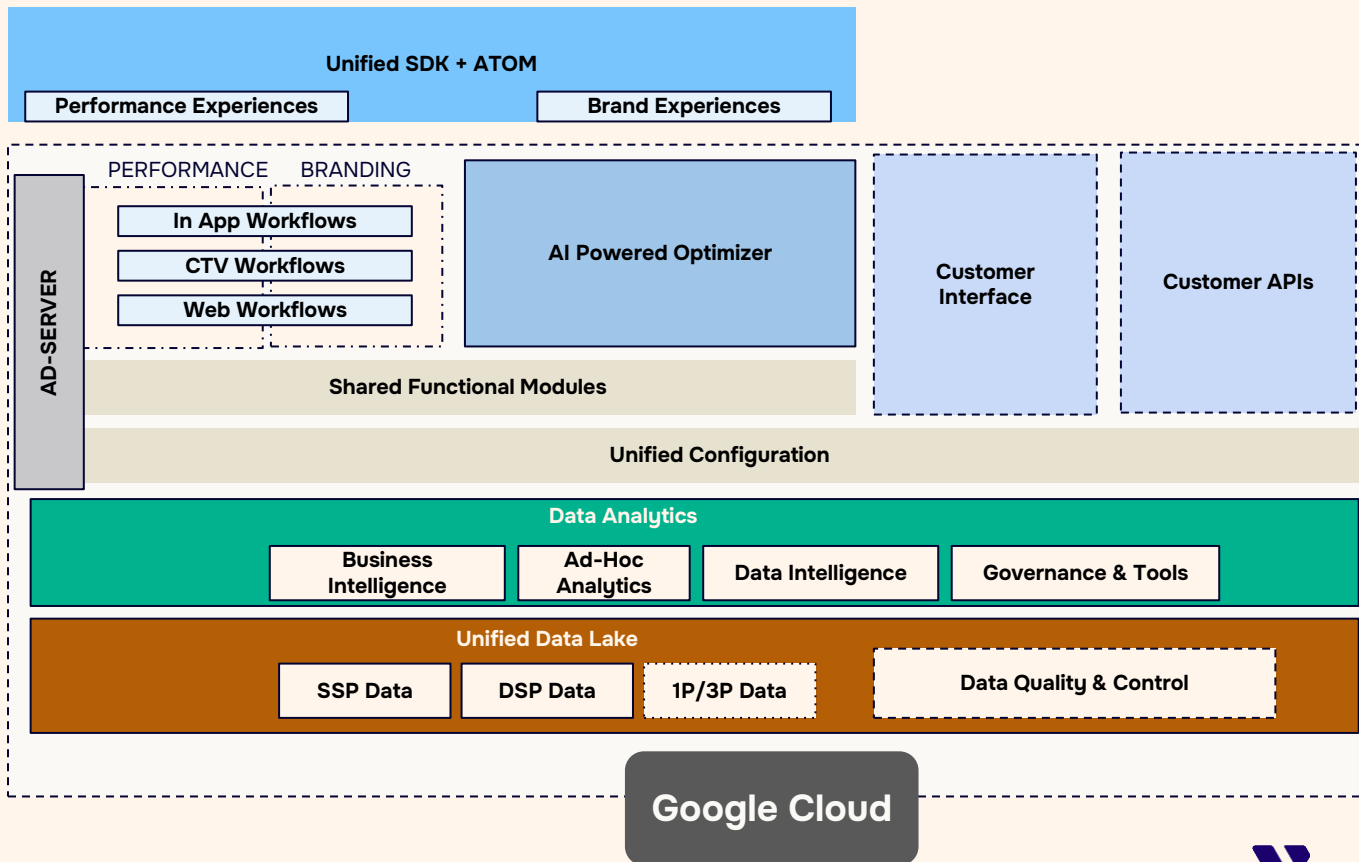 Unified SDK + ATOM
Performance Experiences
Brand Experiences
PERFORMANCE
BRANDING
AD-SERVER
In App Workflows
CTV Workflows
Web Workflows
AI Powered Optimizer
Customer
Interface
Customer APIs
Shared Functional Modules
Unified Configuration
Data Analytics
Business
Intelligence
Ad-Hoc
Analytics
Data Intelligence
Governance & Tools
Unified Data Lake
SSP Data
DSP Data
1P/3P Data
Data Quality & Control
Google Cloud